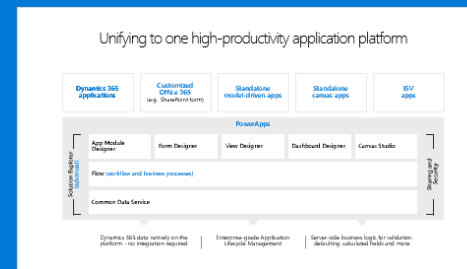 Unifying to one high-productivity application platform
Dynamics 365
applications
Customized
Office 365
(e.g. SharePoint form)
Standalone
model-driven apps
Standalone
canvas apps
ISV
apps
PowerApps
Solution Explorer
(advanced)
App Module
Designer
Form Designer
View Designer
Dashboard Designer
Canvas Studio
Flow (workflow and business processes)
Common Data Service
Sharing and
Security
Dynamics 365 data natively on the
platform – no integration required
Enterprise-grade Application
Lifecycle Management
Server-side business logic for validation,
defaulting, calculated fields and more